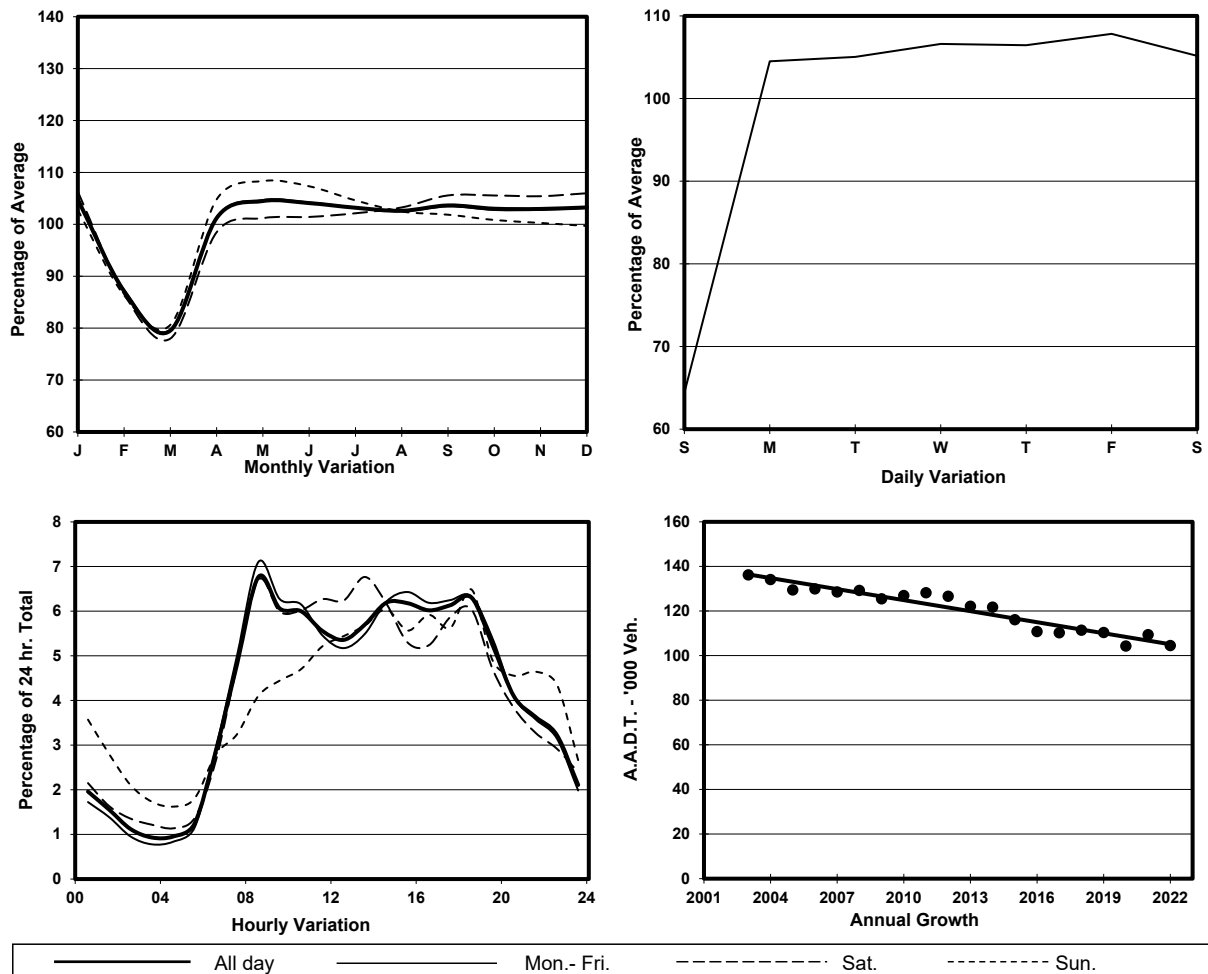 Percentage of Average
140
130
120
110
100
90
80
70
60
J F M A M J J A S O N D
Monthly Variation
Percentage of Average
110
100
90
80
70
60
S M T W T F S
Daily Variation
Percentage of 24 hr. Total
8
7
6
5
4
3
2
1
0
00 04 08 12 16 20 24
Hourly Variation
A.A.D.T. - '000 Veh.
160
140
120
100
80
60
40
20
0
2001 2004 2007 2010 2013 2016 2019 2022
Annual Growth
All day Mon.- Fri. Sat. Sun.